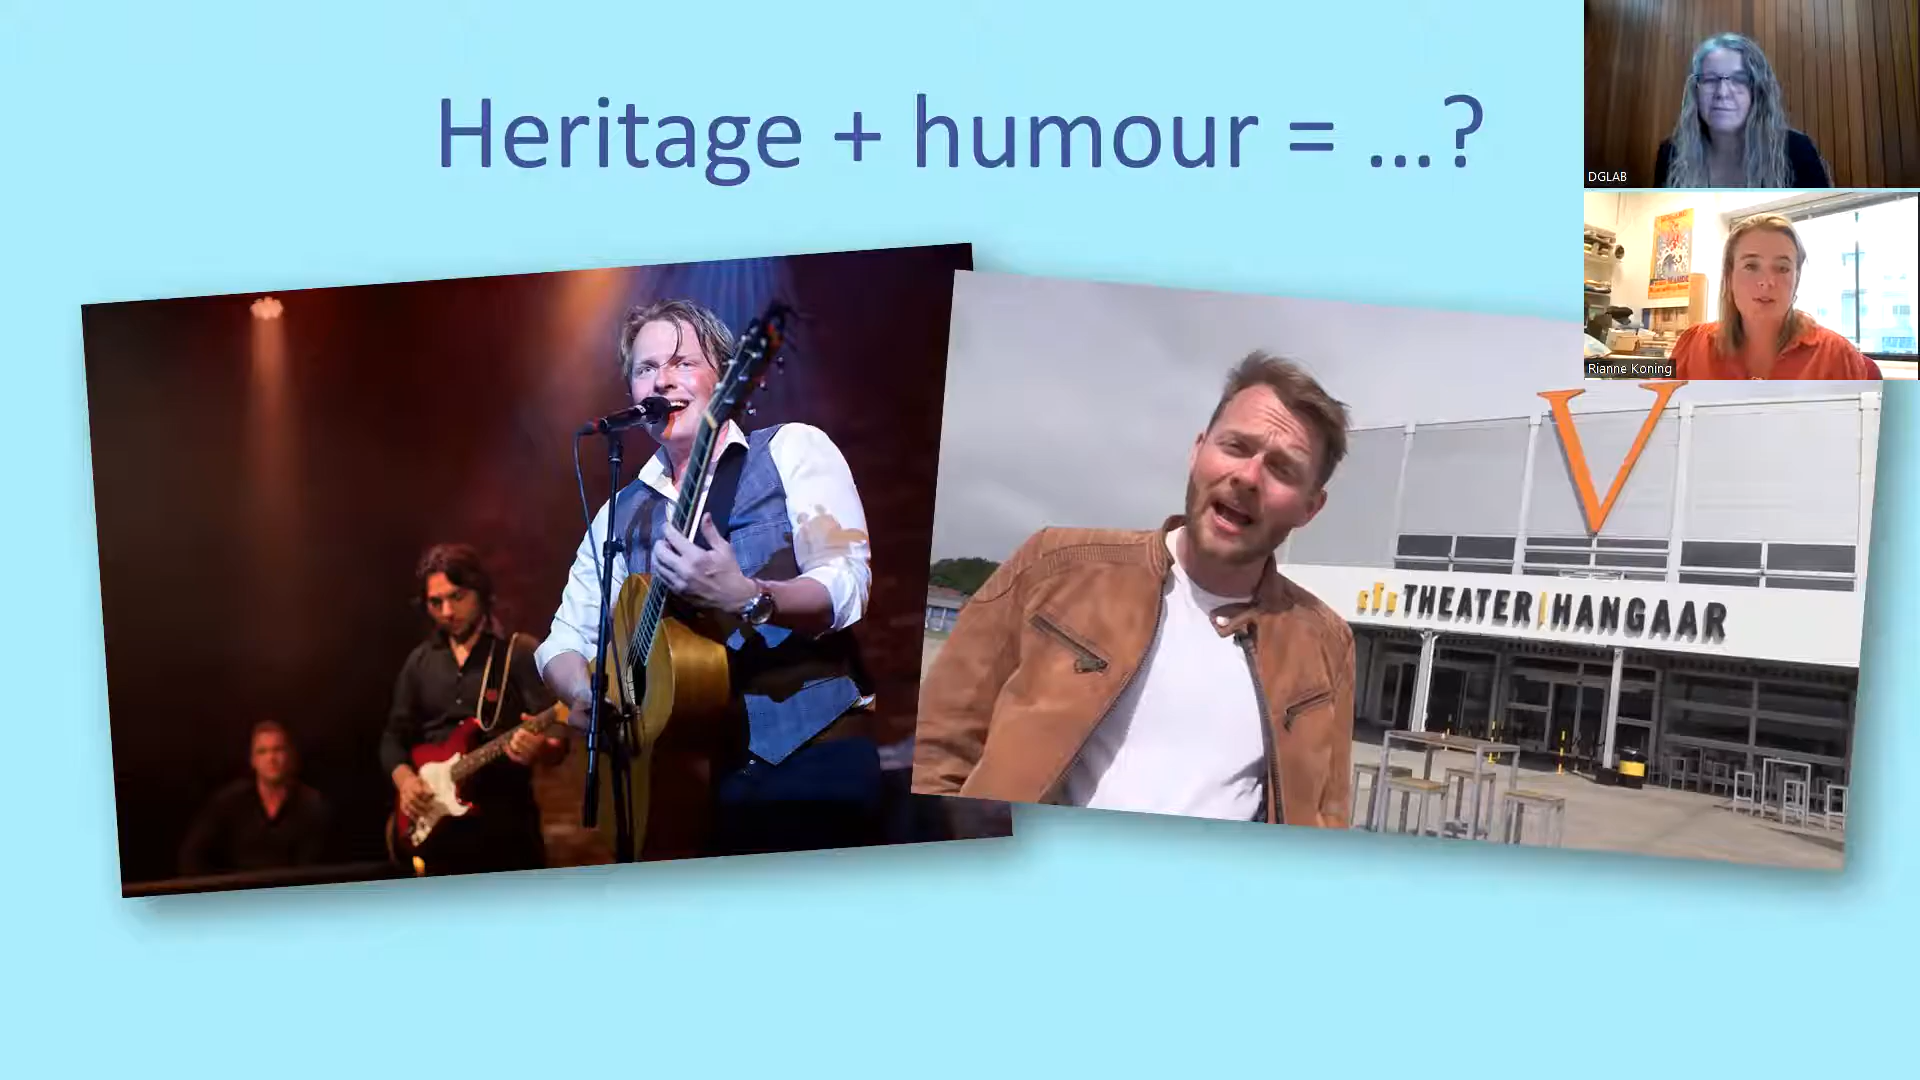 Heritage + humour = ...?
DGLAB
Rianne Koning
V
THEATER HANGAAR